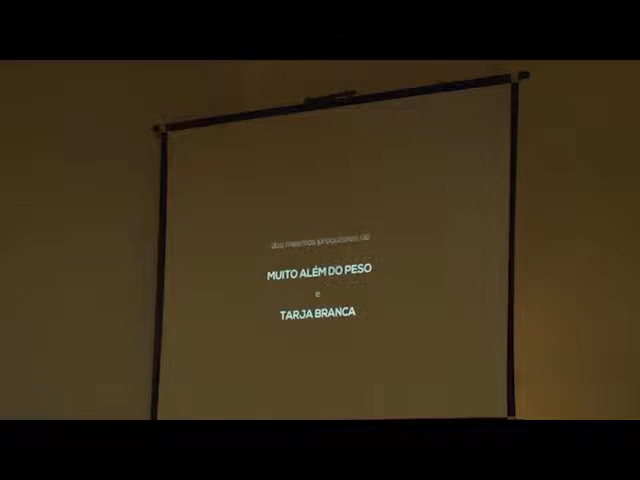 dos mesmos produtores de
MUITO ALÉM DO PESO
e
TARJA BRANCA